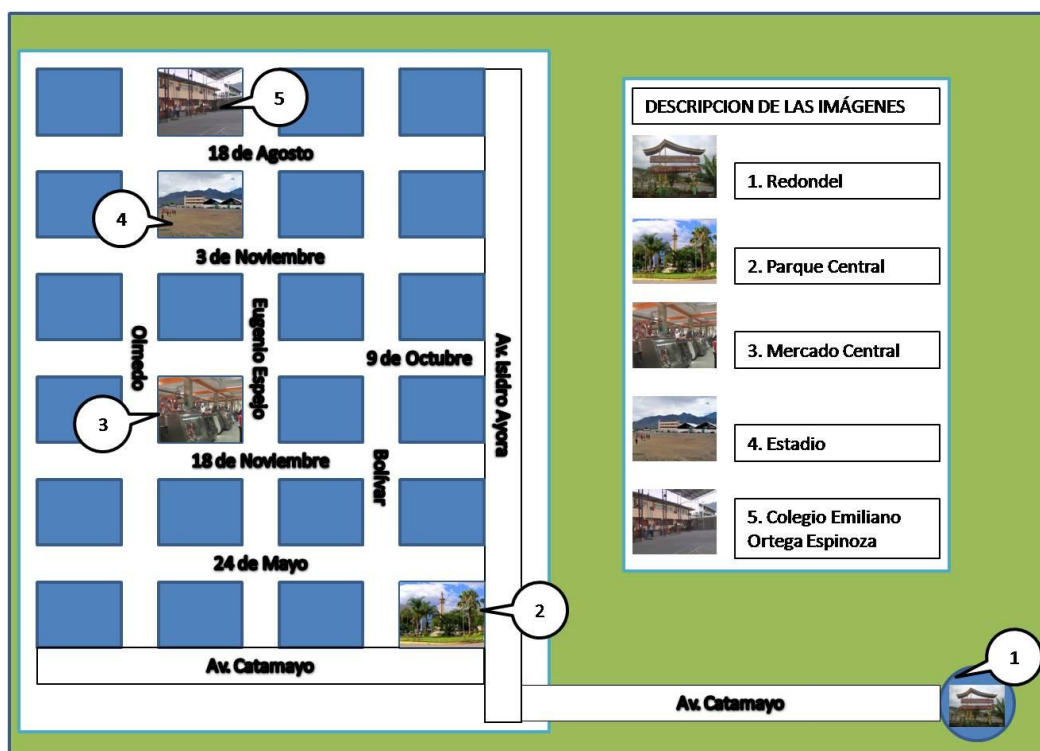 5
18 de Agosto
4
3 de Noviembre
Olmedo
Eugenio Espejo
9 de Octubre
Av. Isidro Ayora
3
18 de Noviembre
Bolívar
24 de Mayo
2
Av. Catamayo
Av. Catamayo
1
DESCRIPCION DE LAS IMÁGENES
1. Redondel
2. Parque Central
3. Mercado Central
4. Estadio
5. Colegio Emiliano
Ortega Espinoza